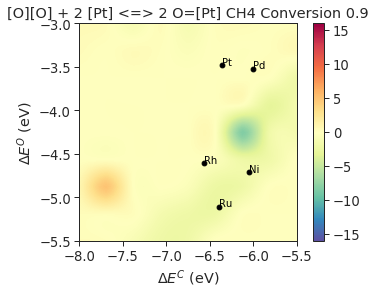 [O][O] + 2 [Pt] <=> 2 O=[Pt] CH4 Conversion 0.9
−3.0
−3.5
−4.0
−4.5
−5.0
−5.5
ΔE^O (eV)
Pt
Pd
Rh
Ni
Ru
−8.0 −7.5 −7.0 −6.5 −6.0 −5.5
ΔE^C (eV)
15
10
5
0
−5
−10
−15